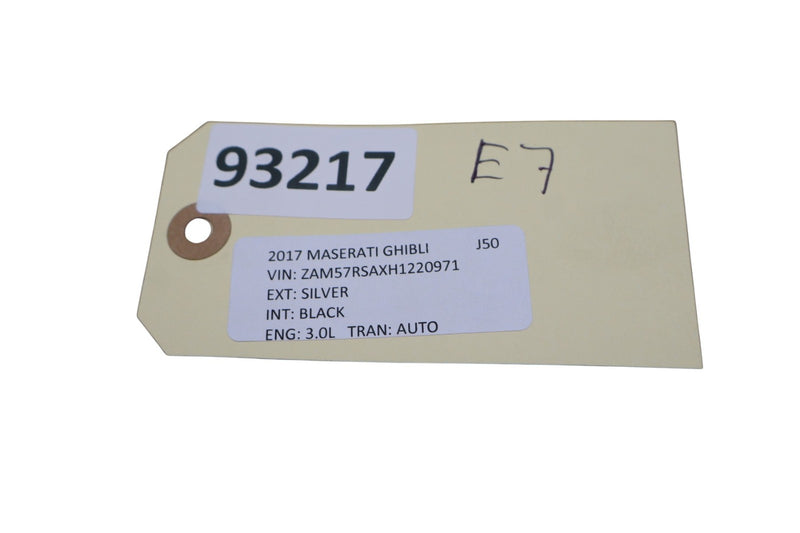 93217
E7
2017 MASERATI GHIBLI J50
VIN: ZAM57RSAXH1220971
EXT: SILVER
INT: BLACK
ENG: 3.0L TRAN: AUTO